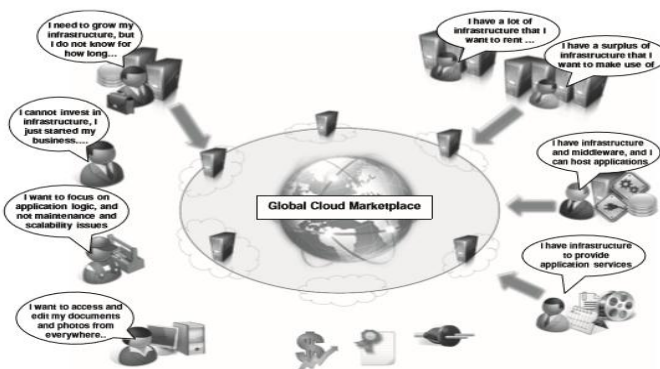 I need to grow my
infrastructure, but
I do not know for
how long...
I cannot invest in
infrastructure, I
just started my
business....
I want to focus on
application logic, and
not maintenance and
scalability issues
I want to access and
edit my documents
and photos from
everywhere..
Global Cloud Marketplace
I have a lot of
infrastructure that I
want to rent ...
I have a surplus of
infrastructure that I
want to make use of
I have infrastructure
and middleware, and I
can host applications
I have infrastructure
to provide
application services